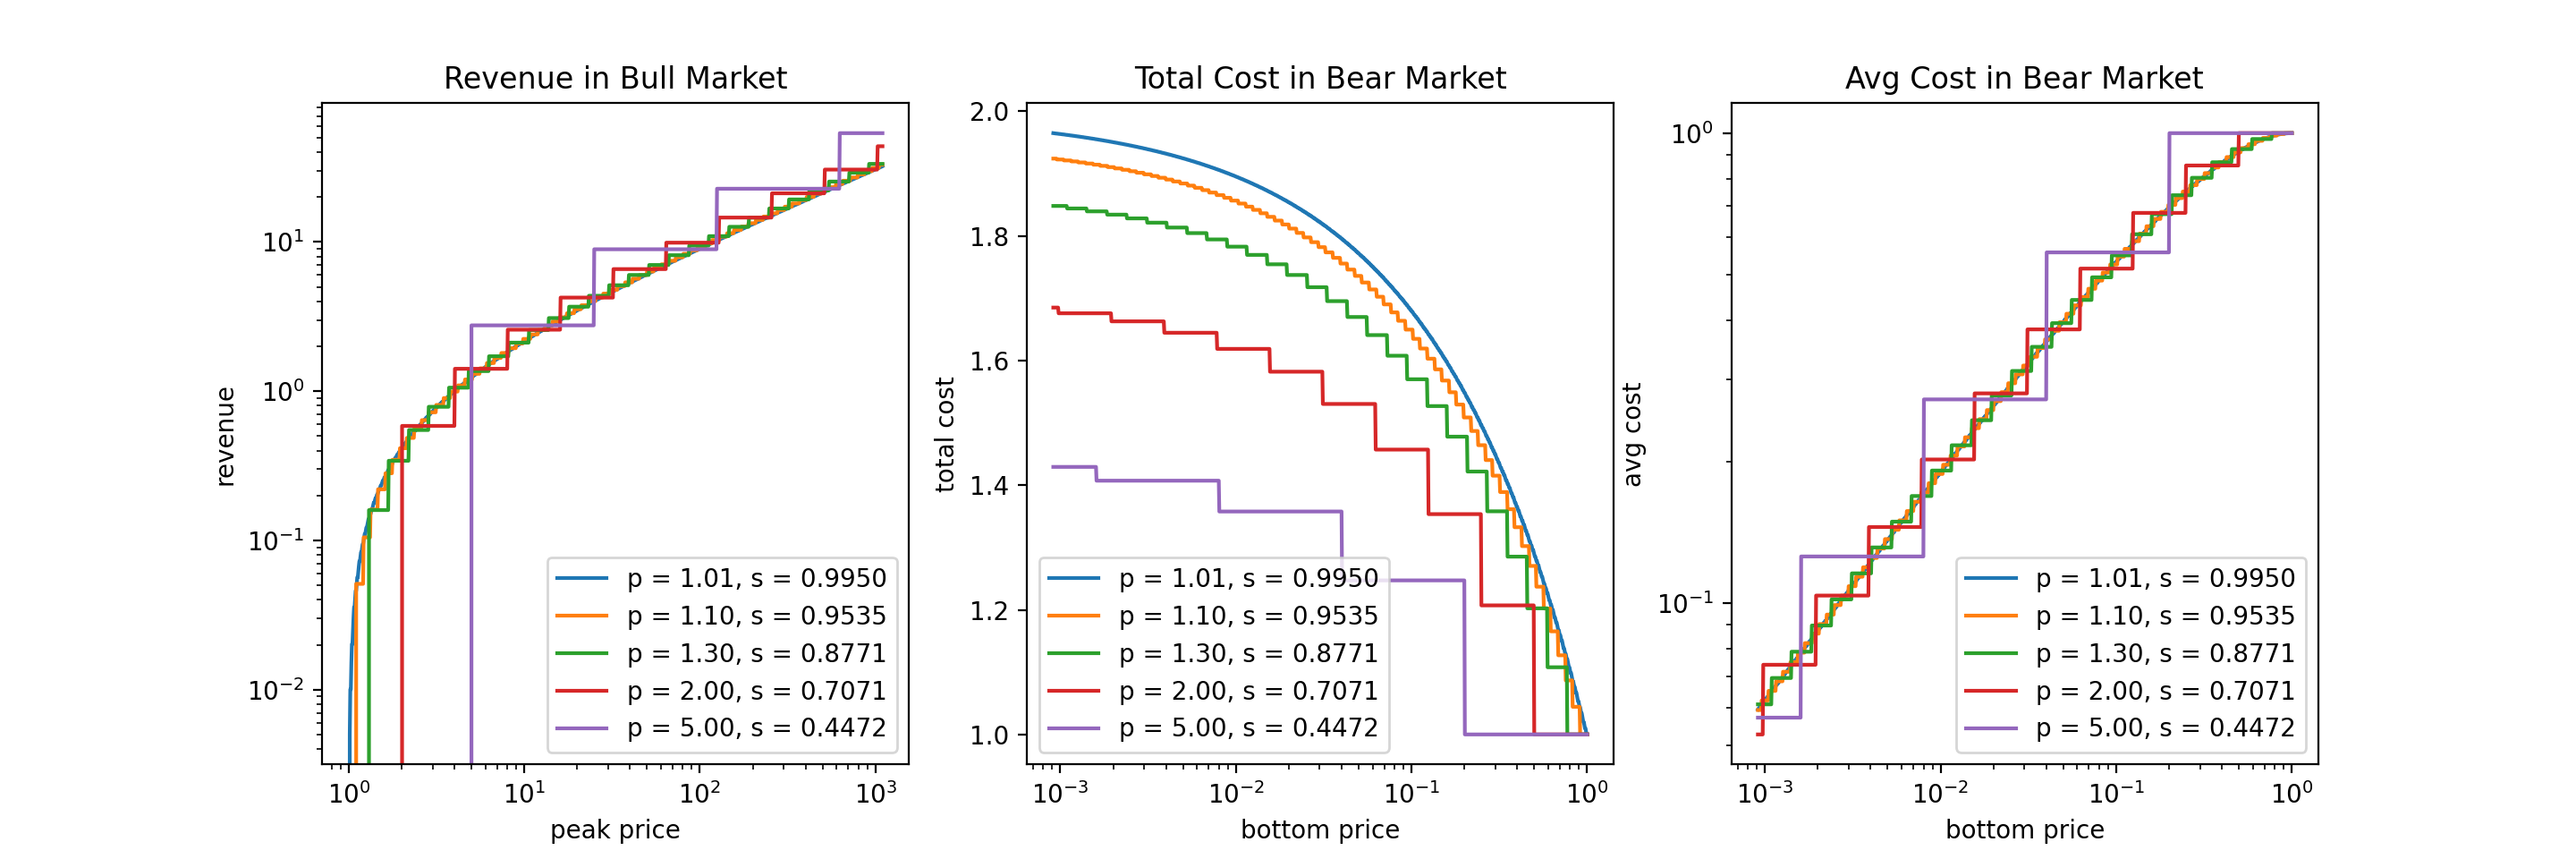 Revenue in Bull Market
10³
10²
10¹
10⁰
10¹
10⁰
10⁻¹
10⁻²
revenue
peak price
p = 1.01, s = 0.9950
p = 1.10, s = 0.9535
p = 1.30, s = 0.8771
p = 2.00, s = 0.7071
p = 5.00, s = 0.4472
Total Cost in Bear Market
2.0
1.8
1.6
1.4
1.2
1.0
total cost
p = 1.01, s = 0.9950
p = 1.10, s = 0.9535
p = 1.30, s = 0.8771
p = 2.00, s = 0.7071
p = 5.00, s = 0.4472
10⁻³
10⁻²
10⁻¹
10⁰
bottom price
Avg Cost in Bear Market
10⁰
10⁻¹
avg cost
p = 1.01, s = 0.9950
p = 1.10, s = 0.9535
p = 1.30, s = 0.8771
p = 2.00, s = 0.7071
p = 5.00, s = 0.4472
10⁻³
10⁻²
10⁻¹
10⁰
bottom price